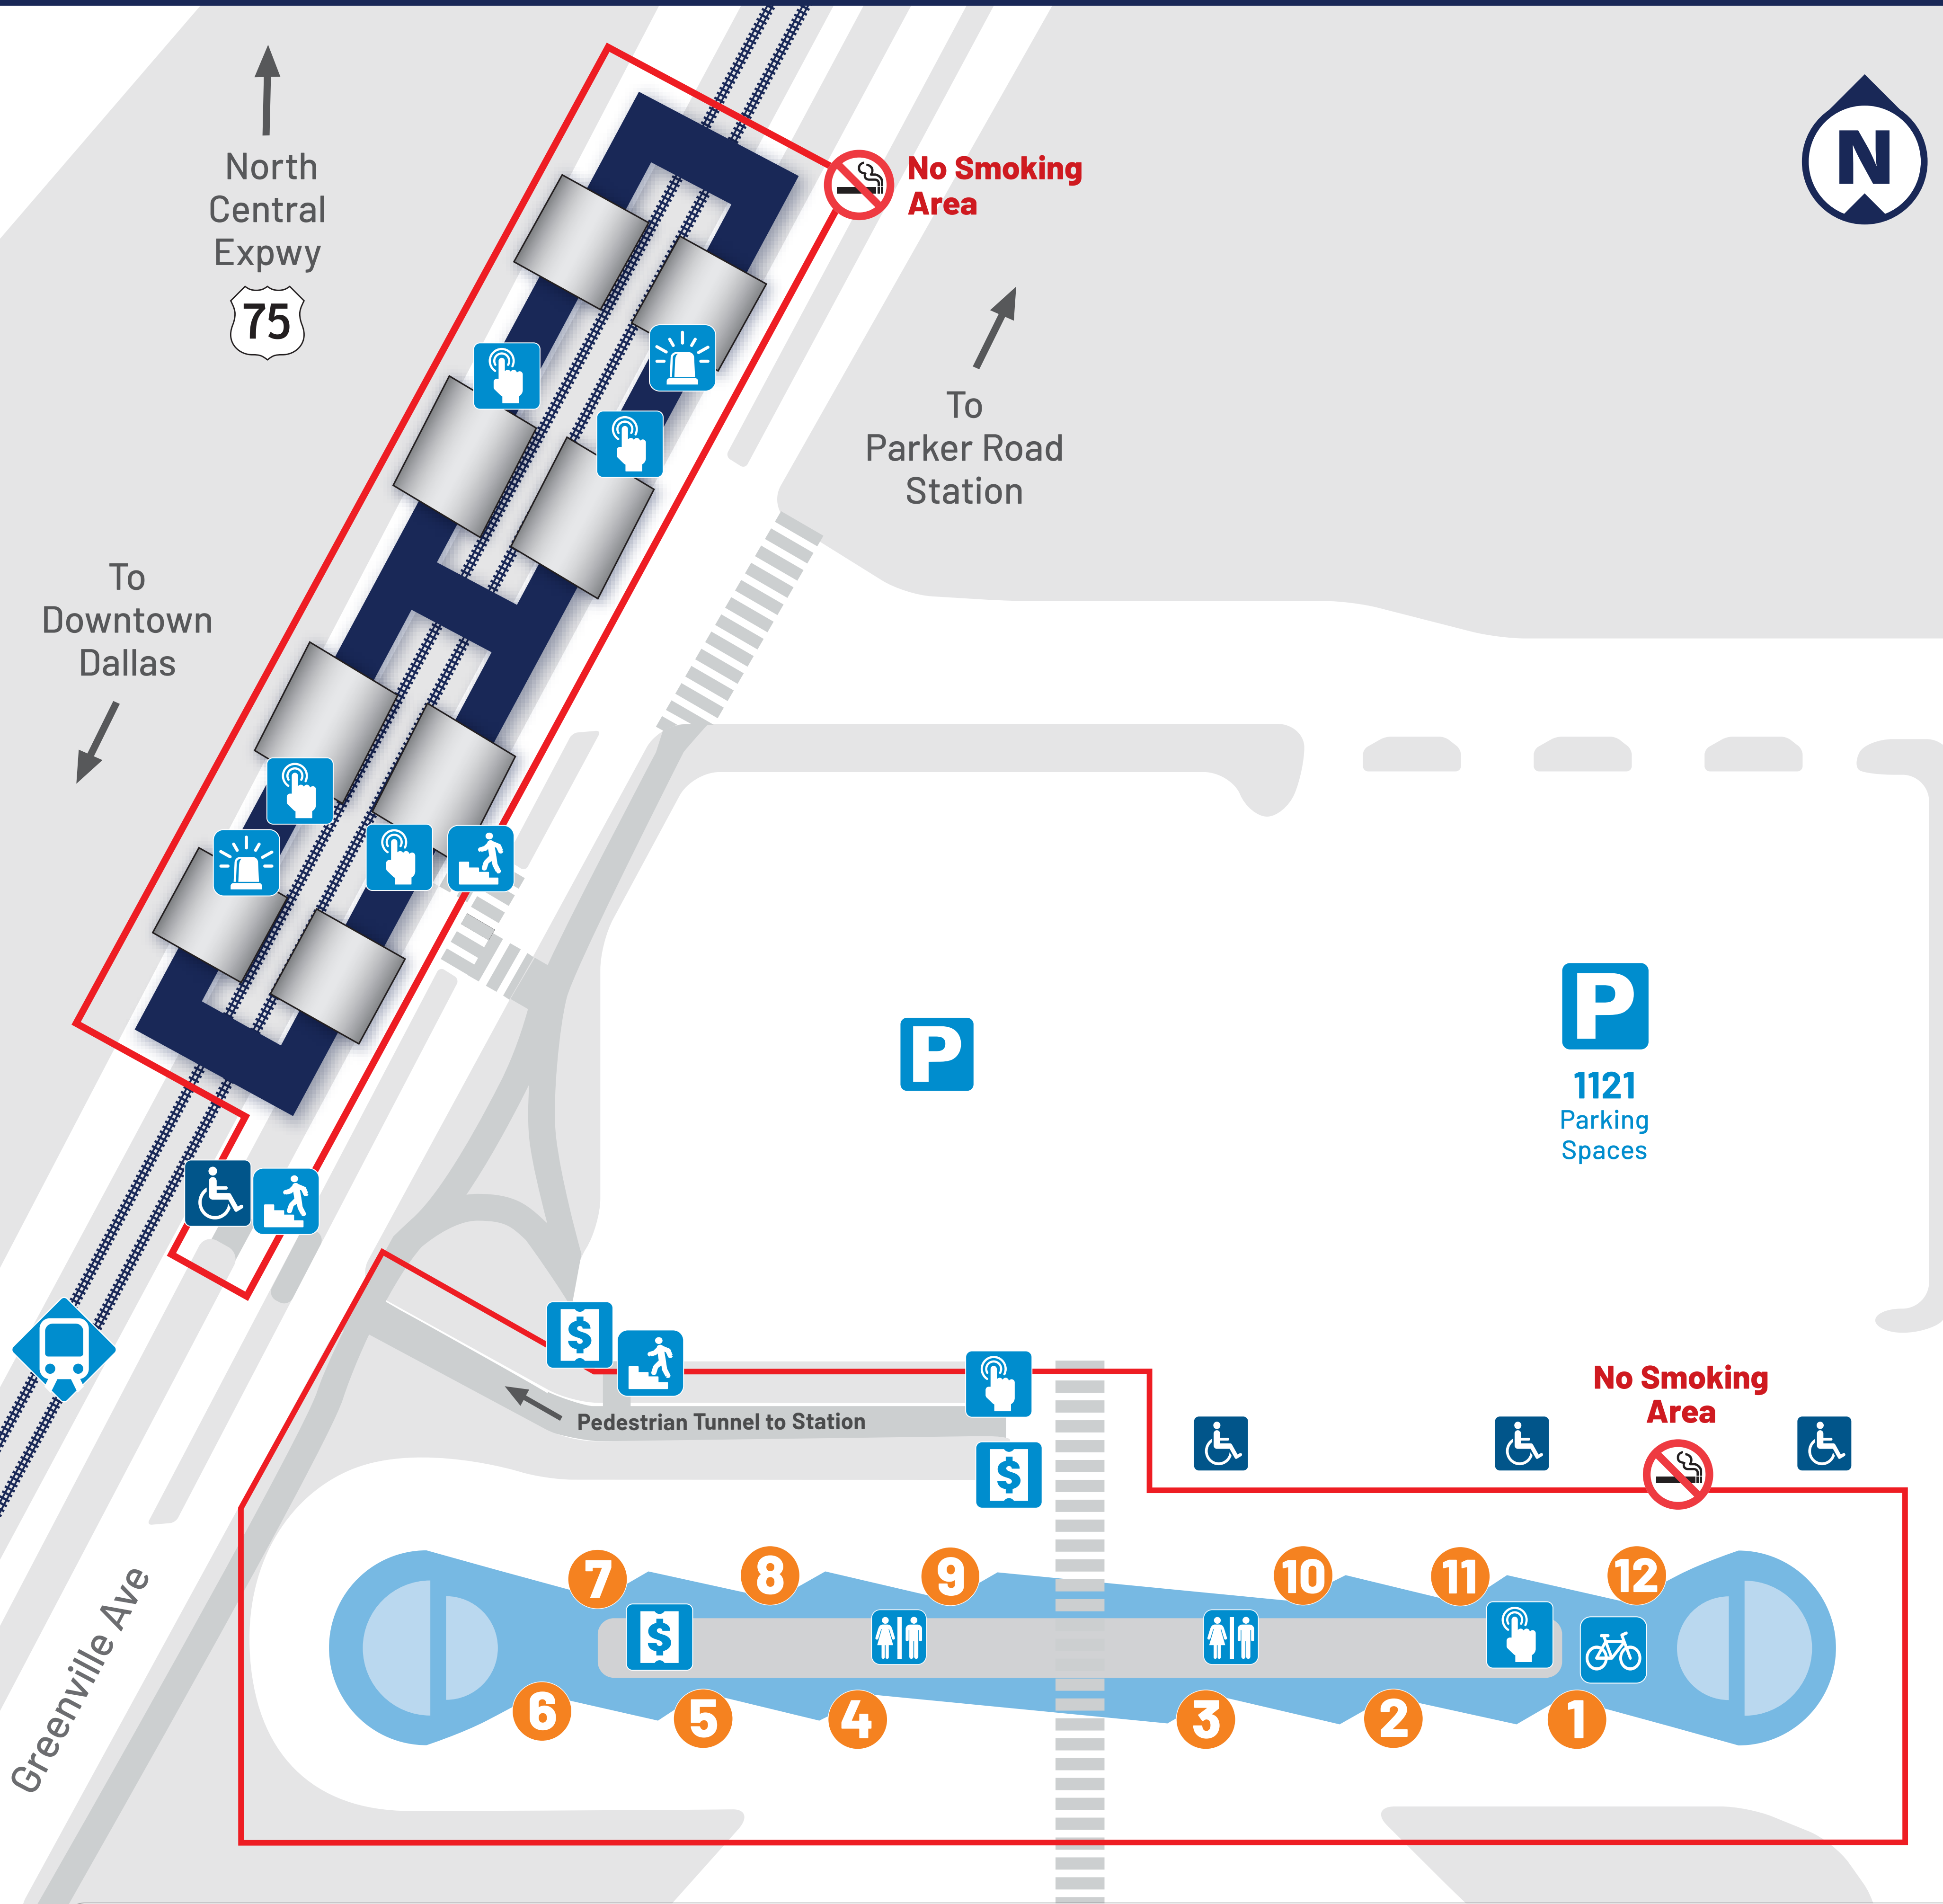 North
Central
Expwy
75
No Smoking
Area
N
To
Parker Road
Station
To
Downtown
Dallas
P
P
1121
Parking
Spaces
$
Pedestrian Tunnel to Station
$
No Smoking
Area
Greenville Ave
7
8
9
10
11
12
$
6
5
4
3
2
1